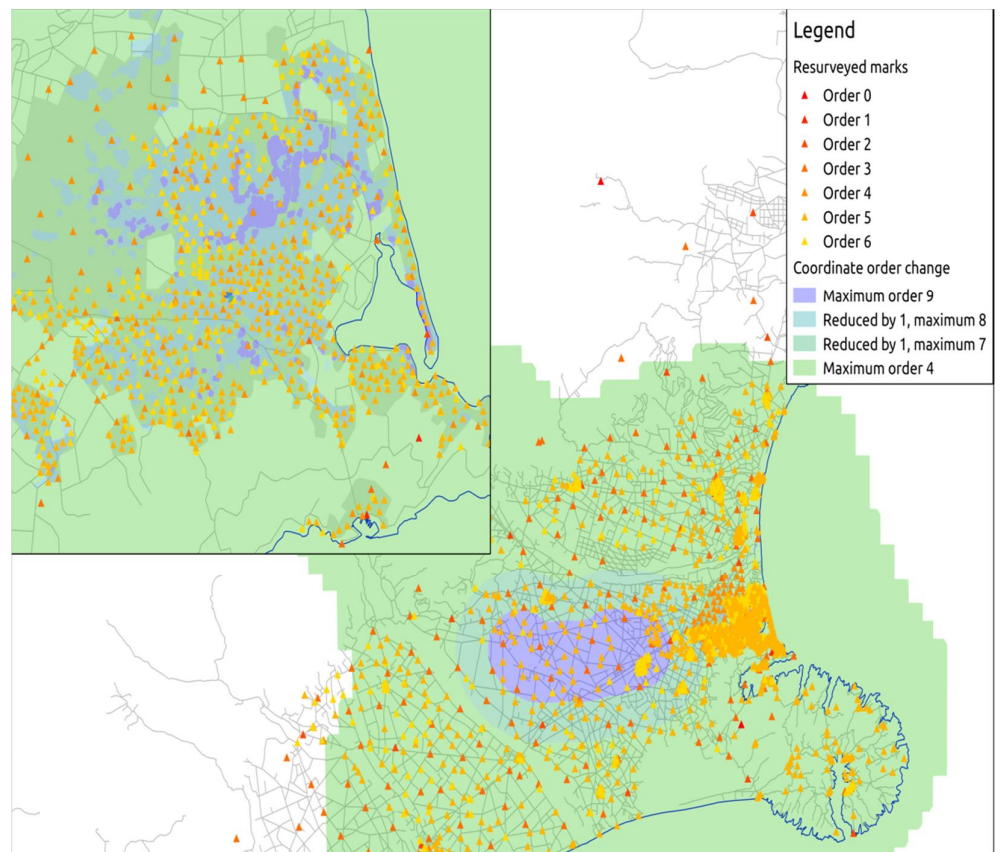 Legend
Resurveyed marks
Order 0
Order 1
Order 2
Order 3
Order 4
Order 5
Order 6
Coordinate order change
Maximum order 9
Reduced by 1, maximum 8
Reduced by 1, maximum 7
Maximum order 4